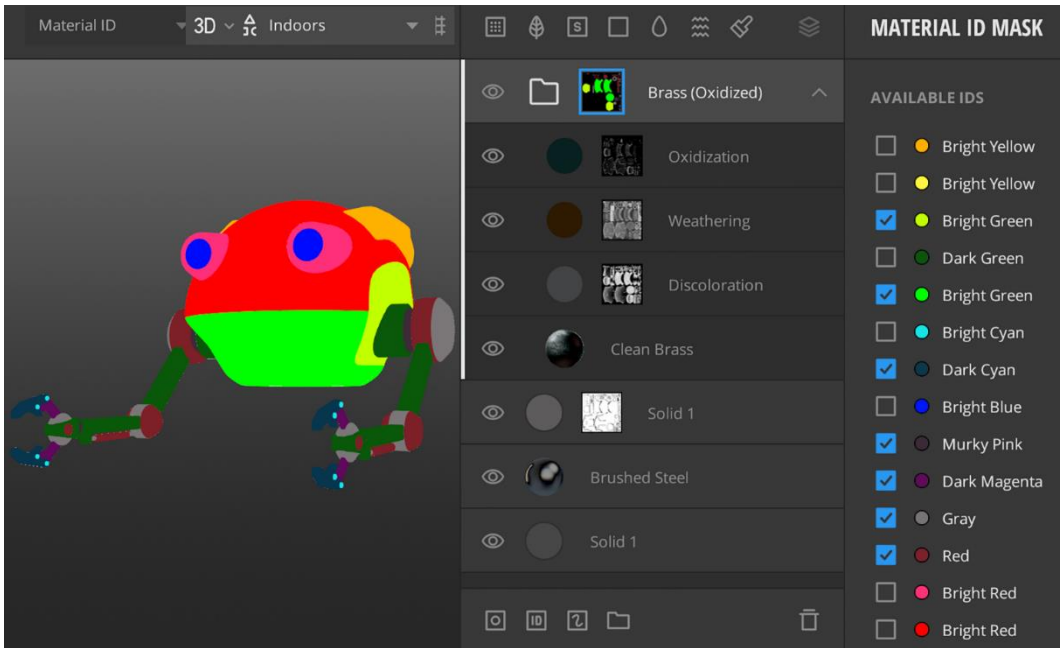 Material ID
3D
Indoors
S
MATERIAL ID MASK
Brass (Oxidized)
Oxidization
Weathering
Discoloration
Clean Brass
Solid 1
Brushed Steel
Solid 1
ID
AVAILABLE IDS
Bright Yellow
Bright Yellow
Bright Green
Dark Green
Bright Green
Bright Cyan
Dark Cyan
Bright Blue
Murky Pink
Dark Magenta
Gray
Red
Bright Red
Bright Red